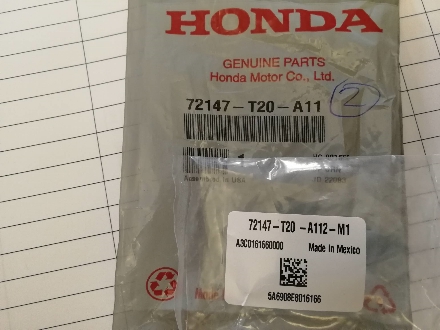 HONDA
GENUINE PARTS
Honda Motor Co., Ltd.
2
72147-T20-A11
72147-T20-A112-M1
A3C0161660000 Made in Mexico
5A6908E8016166